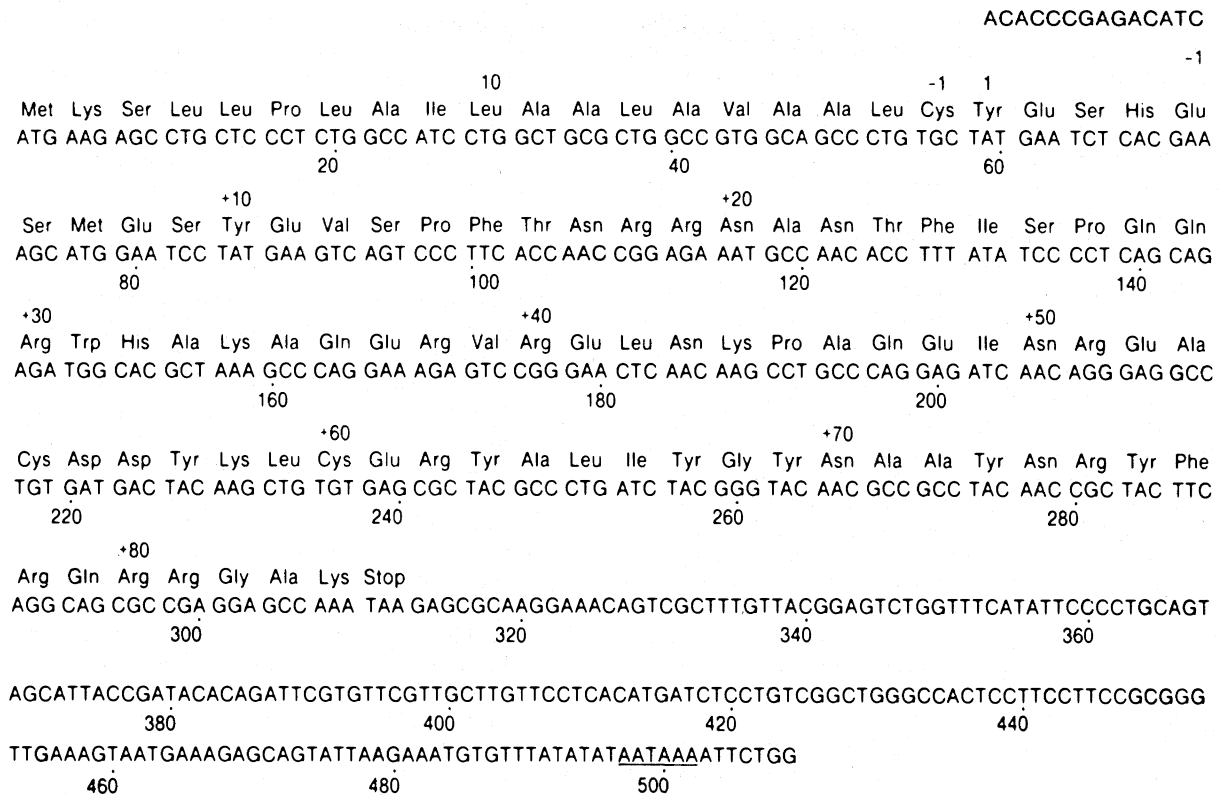 ACACCCGAGACATC
-1
10 -1 1
Met Lys Ser Leu Leu Pro Leu Ala Ile Leu Ala Ala Leu Ala Val Ala Ala Leu Cys Tyr Glu Ser His Glu
ATG AAG AGC CTG CTC CCT CTG GCC ATC CTG GCT GCG CTG GCC GTG GCA GCC CTG TGC TAT GAA TCT CAC GAA
20 40 60
+10 +20
Ser Met Glu Ser Tyr Glu Val Ser Pro Phe Thr Asn Arg Arg Asn Ala Asn Thr Phe Ile Ser Pro Gln Gln
AGC ATG GAA TCC TAT GAA GTC AGT CCC TTC ACC AAC CGG AGA AAT GCC AAC ACC TTT ATA TCC CCT CAG CAG
80 100 120 140
+30 +40 +50
Arg Trp His Ala Lys Ala Gln Glu Arg Val Arg Glu Leu Asn Lys Pro Ala Gln Glu Ile Asn Arg Glu Ala
AGA TGG CAC GCT AAA GCC CAG GAA AGA GTC CGG GAA CTC AAC AAG CCT GCC CAG GAG ATC AAC AGG GAG GCC
160 180 200
+60 +70
Cys Asp Asp Tyr Lys Leu Cys Glu Arg Tyr Ala Leu Ile Tyr Gly Tyr Asn Ala Ala Tyr Asn Arg Tyr Phe
TGT GAT GAC TAC AAG CTG TGT GAG CGC TAC GCC CTG ATC TAC GGG TAC AAC GCC GCC TAC AAC CGC TAC TTC
220 240 260 280
+80
Arg Gln Arg Arg Gly Ala Lys Stop
AGG CAG CGC CGA GGA GCC AAA TAA GAGCGCAAGGAAACAGTCGCTTTGTTACGGAGTCTGGTTTCATATTCCCCTGCAGT
300 320 340 360
AGCATTACCGATACACAGATTCGTGTTCGTTGCTTGTTCCTCACATGATCTCCTGTCGGCTGGGCCACTCCTTCCTTCCGCGGG
380 400 420 440
TTGAAAGTAATGAAAGAGCAGTATTAAGAAATGTGTTTATATATAATAAAATTCTGG
460 480 500